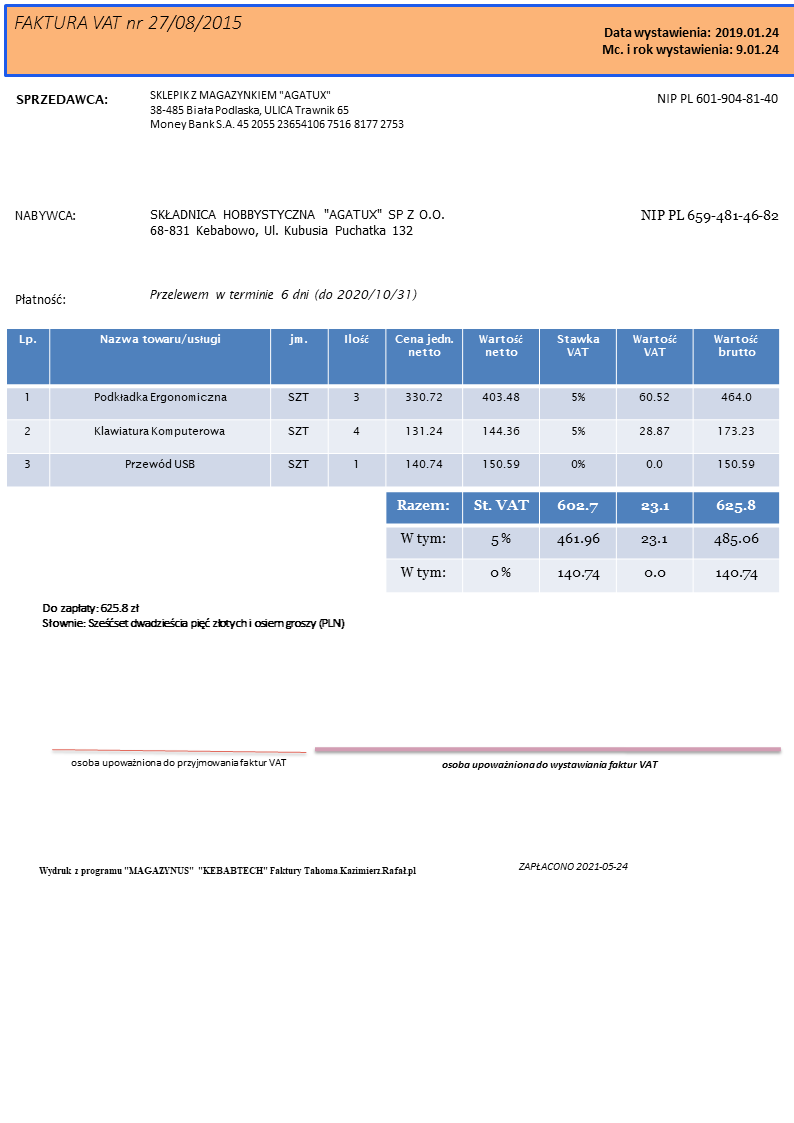 FAKTURA VAT nr 27/08/2015
Data wystawienia: 2019.01.24
Mc. i rok wystawienia: 9.01.24
SPRZEDAWCA: SKLEPIK Z MAGAZYNKIEM "AGATUX" NIP PL 601-904-81-40
38-485 Biała Podlaska, ULICA Trawnik 65
Money Bank S.A. 45 2055 23654106 7516 8177 2753
NABYWCA: SKŁADNICA HOBBYSTYCZNA "AGATUX" SP Z O.O. NIP PL 659-481-46-82
68-831 Kebabowo, Ul. Kubusia Puchatka 132
Płatność: Przelewem w terminie 6 dni (do 2020/10/31)
Lp. Nazwa towaru/usługi jm. Ilość Cena jedn. netto Wartość netto Stawka VAT Wartość VAT Wartość brutto
1 Podkładka Ergonomiczna SZT 3 330.72 403.48 5% 60.52 464.0
2 Klawiatura Komputerowa SZT 4 131.24 144.36 5% 28.87 173.23
3 Przewód USB SZT 1 140.74 150.59 0% 0.0 150.59
Razem: St. VAT 602.7 23.1 625.8
W tym: 5% 461.96 23.1 485.06
W tym: 0% 140.74 0.0 140.74
Do zapłaty: 625.8 zł
Słownie: Sześćset dwadzieścia pięć złotych i osiem groszy (PLN)
osoba upoważniona do przyjmowania faktur VAT osoba upoważniona do wystawiania faktur VAT
Wydruk z programu "MAGAZYNUS" "KEBABTECH" Faktury Tahoma.Kazimierz.Rafał.pl ZAPŁACONO 2021-05-24